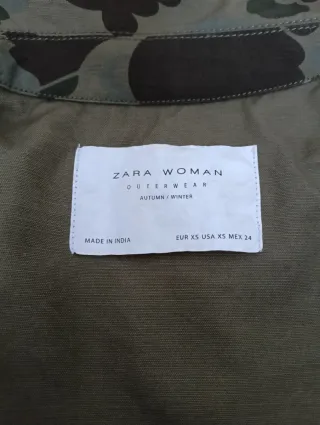 ZARA WOMAN
OUTERWEAR
AUTUMN / WINTER
MADE IN INDIA
EUR XS USA XS MEX 24